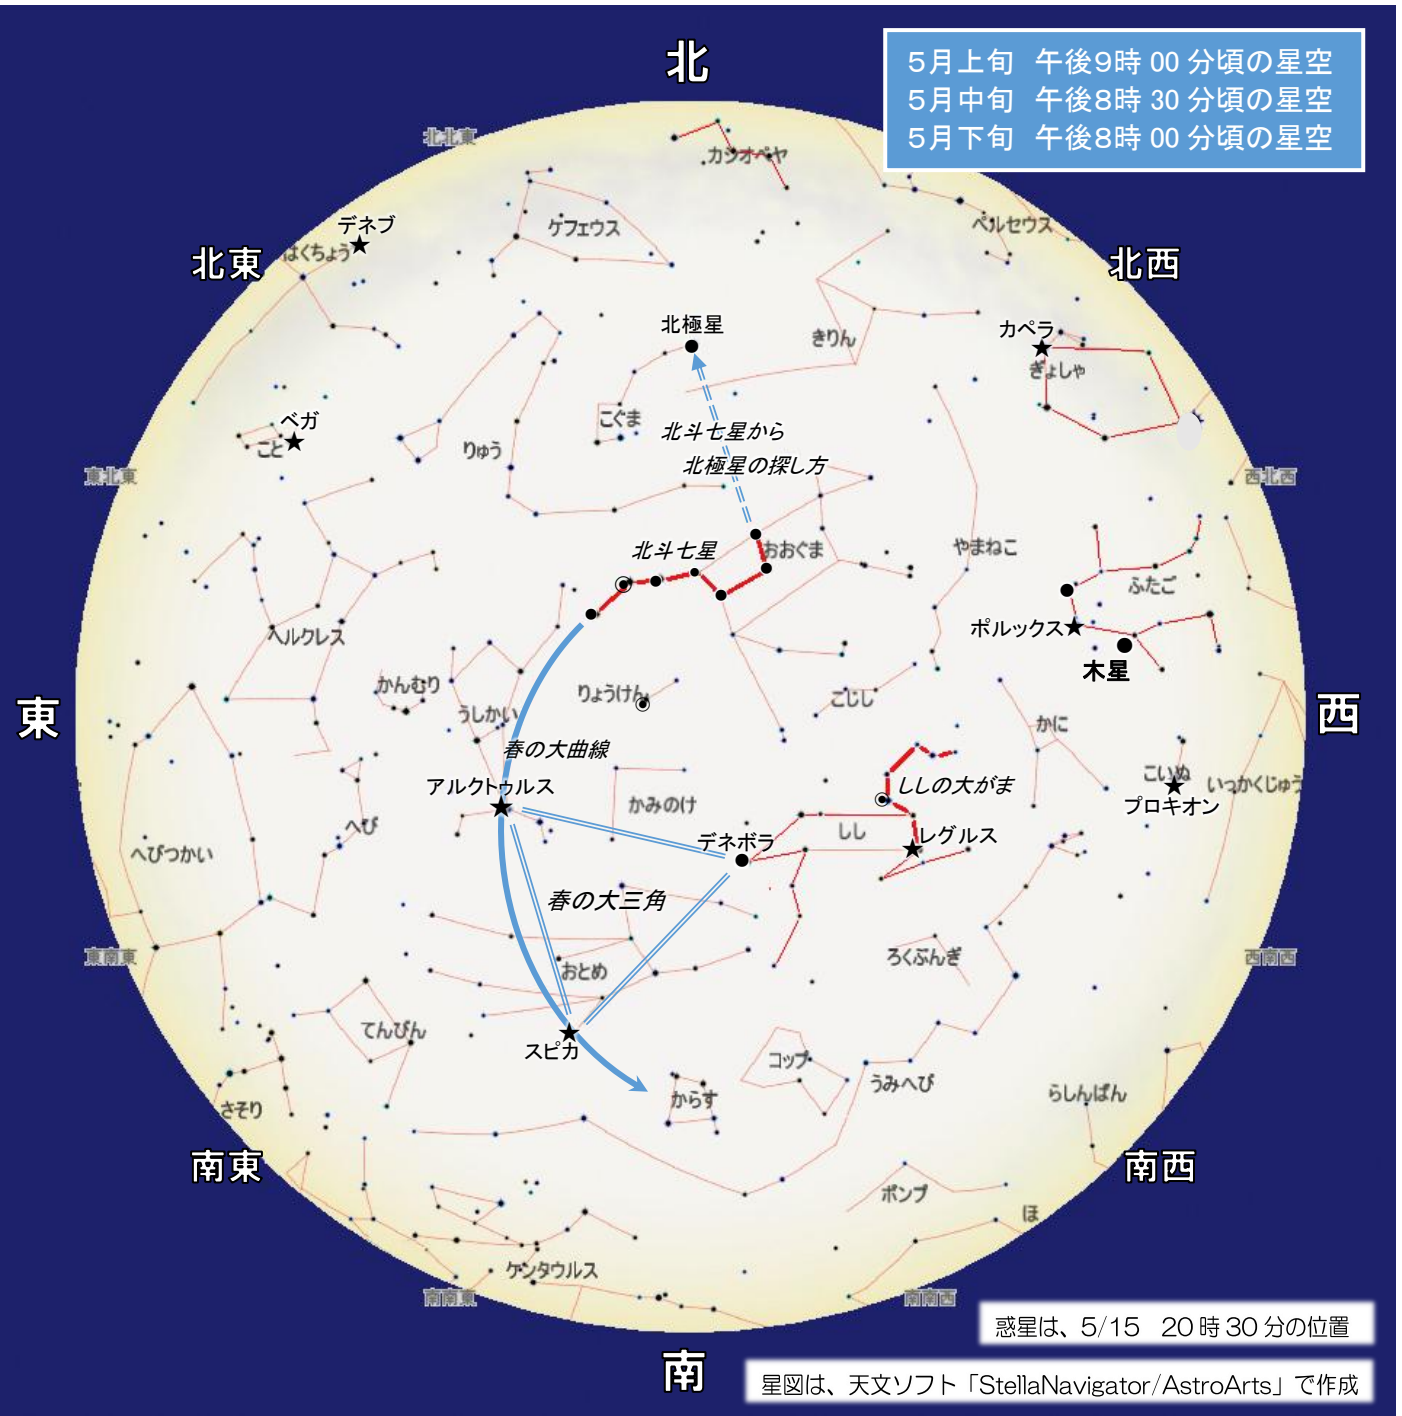 北
5月上旬 午後9時 00 分頃の星空
5月中旬 午後8時 30 分頃の星空
5月下旬 午後8時 00 分頃の星空
北北東
カシオペヤ
デネブ
はくちょう
ケフェウス
ペルセウス
北東
北西
北極星
きりん
カペラ
ぎょしゃ
ベガ
こと
こぐま
りゅう
北斗七星から
北極星の探し方
東北東
西北西
北斗七星
おおぐま
やまねこ
ふたご
ヘルクレス
ポルックス
木星
かんむり
りょうけん
こじし
うしかい
かに
東
西
春の大曲線
アルクトゥルス
かみのけ
ししの大がま
こいぬ
プロキオン
いっかくじゅう
へび
デネボラ
しし
レグルス
へびつかい
春の大三角
東南東
おとめ
ろくぶんぎ
西南西
てんびん
スピカ
コップ
うみへび
からす
さそり
らしんばん
南東
南西
ポンプ
ほ
ケンタウルス
南南東
南南西
惑星は、5/15 20時30分の位置
南
星図は、天文ソフト「StellaNavigator/AstroArts」で作成